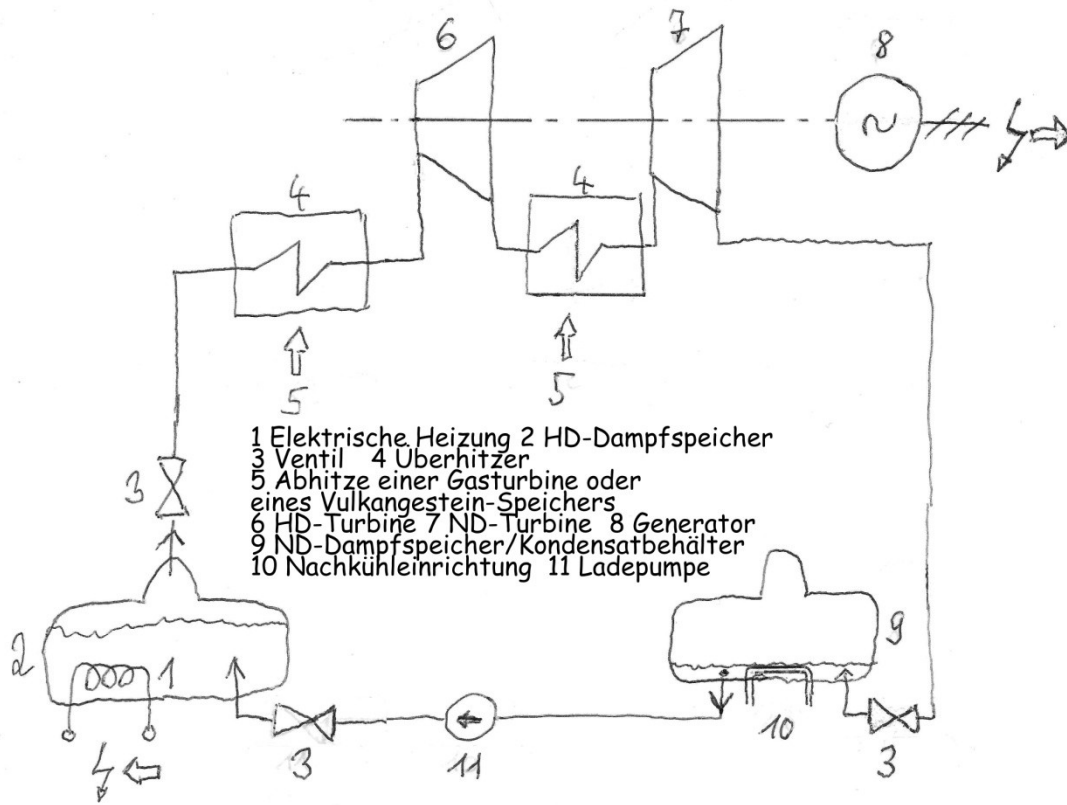 6
7
8
~
4
4
5
5
1 Elektrische Heizung 2 HD-Dampfspeicher
3 Ventil 4 Überhitzer
5 Abhitze einer Gasturbine oder
eines Vulkangestein-Speichers
6 HD-Turbine 7 ND-Turbine 8 Generator
9 ND-Dampfspeicher/Kondensatbehälter
10 Nachkühleinrichtung 11 Ladepumpe
3
2
1
9
3
11
10
3